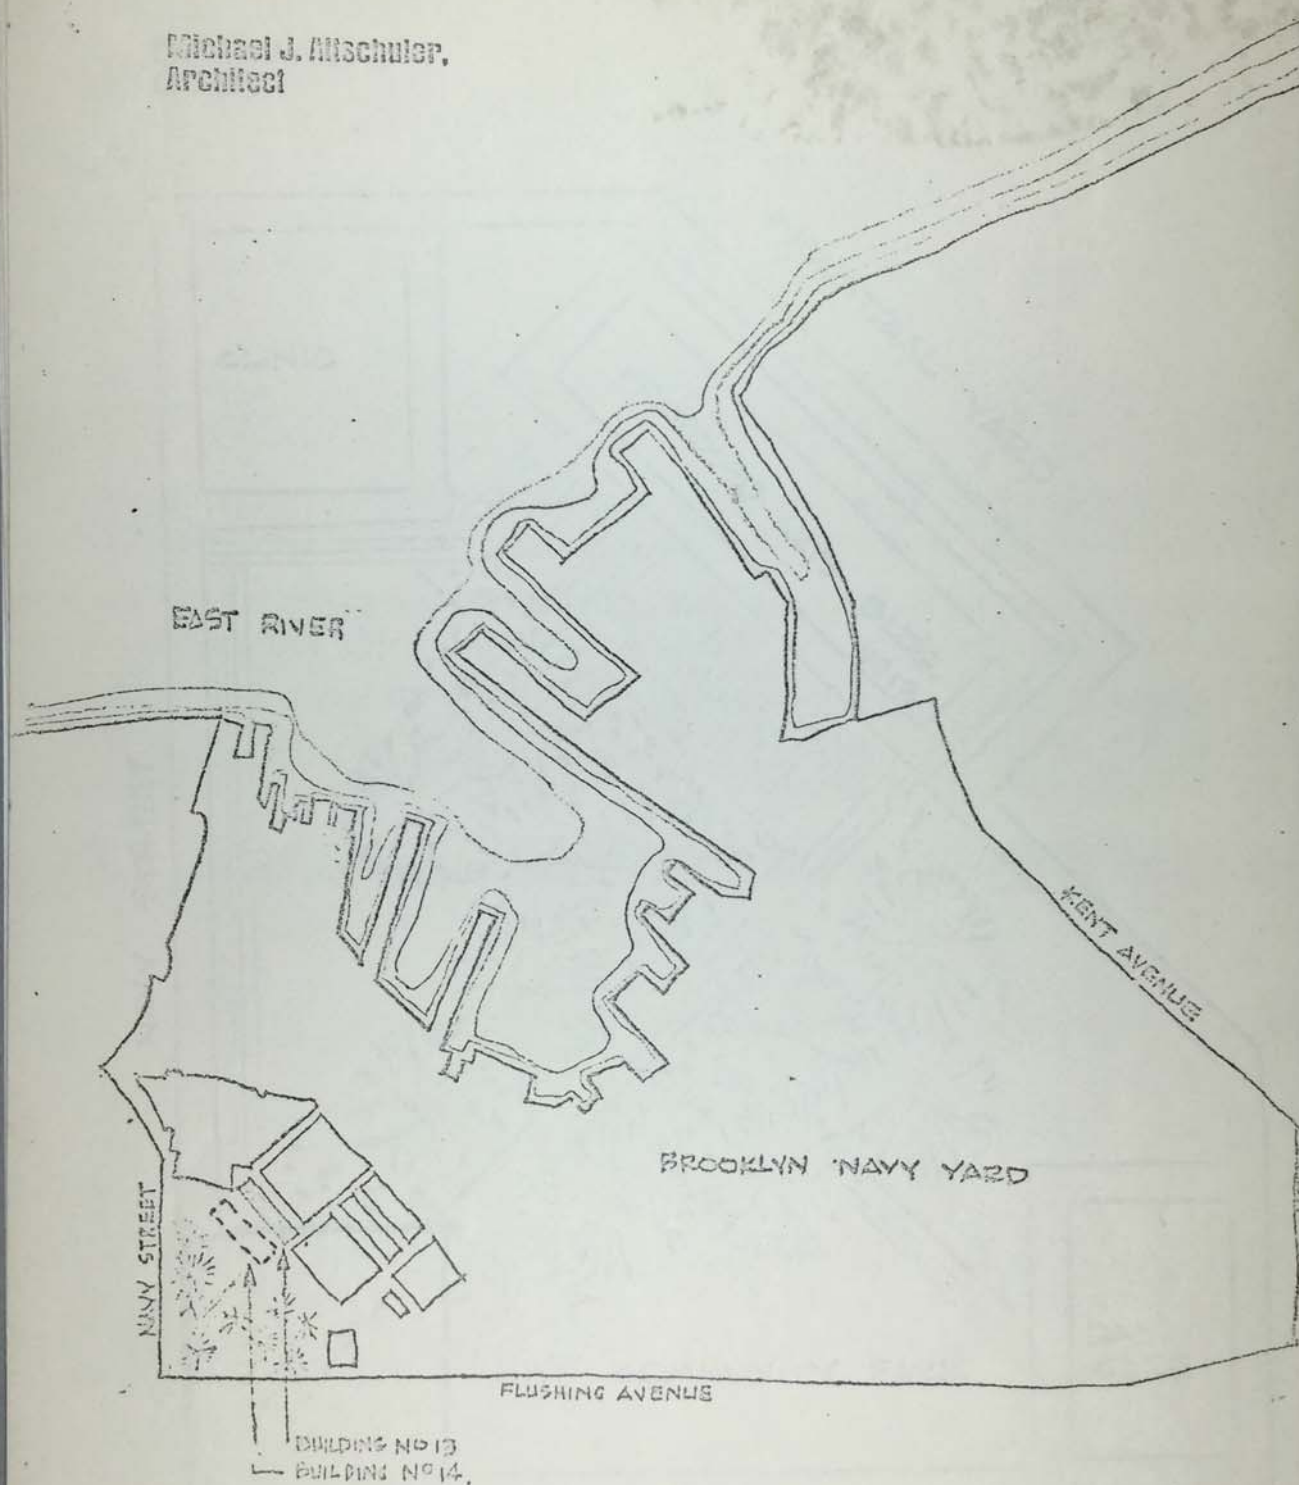 Michael J. Altschuler,
Architect
EAST RIVER
KENT AVENUE
BROOKLYN NAVY YARD
NAVY STREET
FLUSHING AVENUE
BUILDING Nº 13
BUILDING Nº 14.